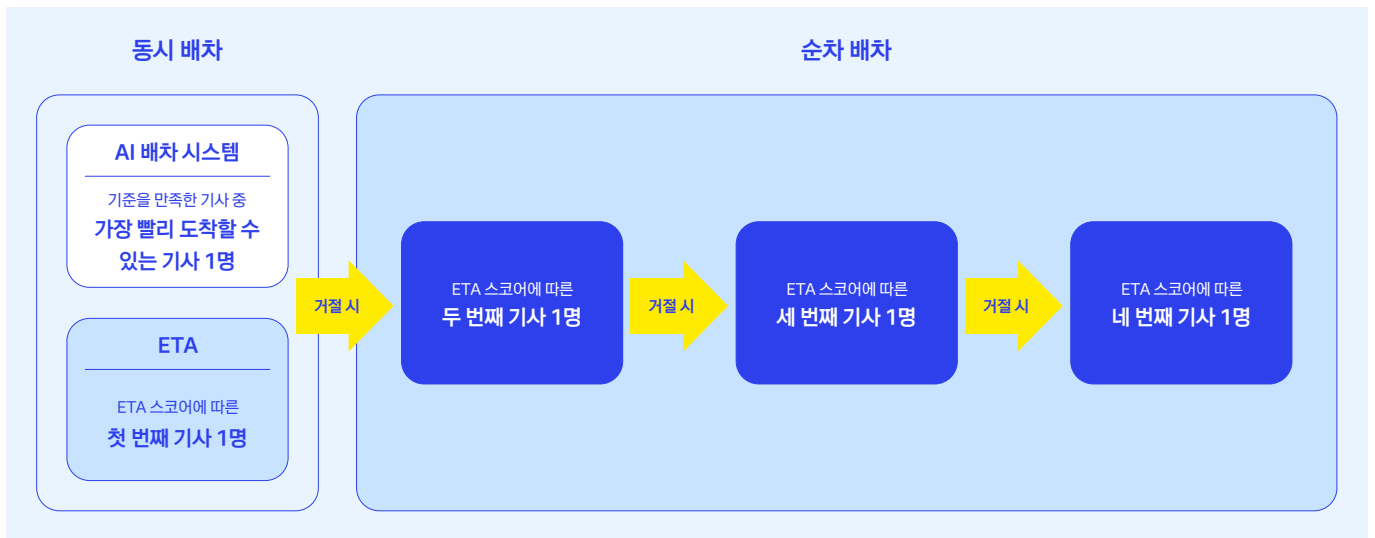 동시 배차
순차 배차
AI 배차 시스템
기준을 만족한 기사 중
가장 빨리 도착할 수
있는 기사 1명
ETA
ETA 스코어에 따른
첫 번째 기사 1명
거절 시
ETA 스코어에 따른
두 번째 기사 1명
거절 시
ETA 스코어에 따른
세 번째 기사 1명
거절 시
ETA 스코어에 따른
네 번째 기사 1명